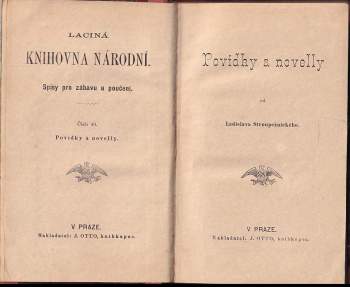 LACINÁ
KNIHOVNA NÁRODNÍ.
Spisy pro zábavu a poučení.
Číslo
Povídky a novelly.
V PRAZE.
Nakladatel: J. OTTO, knihkupec.
Povídky a novelly
od
Ladislava Stroupežnického.
V PRAZE.
Nakladatel: J. OTTO, knihkupec.